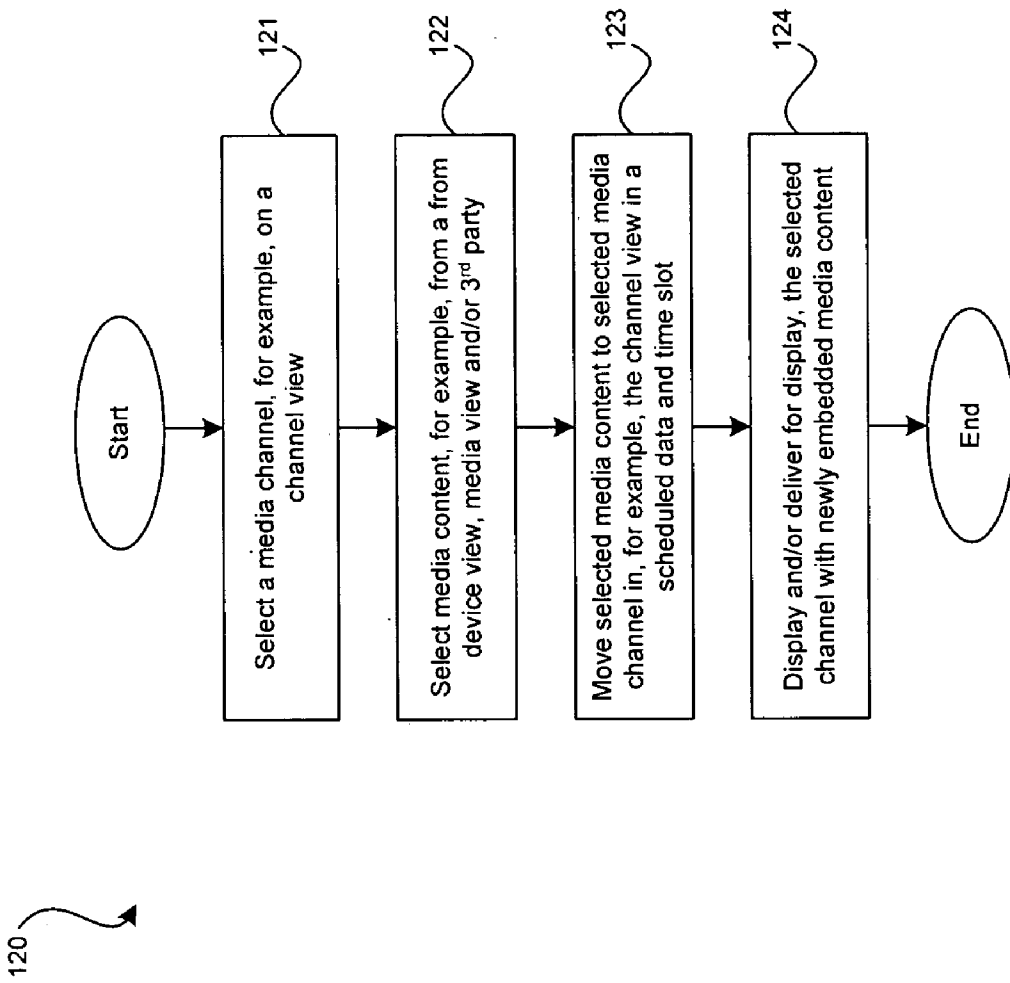 120
Start
Select a media channel, for example, on a
channel view
121
Select media content, for example, from a from
device view, media view and/or 3rd party
122
Move selected media content to selected media
channel in, for example, the channel view in a
scheduled data and time slot
123
Display and/or deliver for display, the selected
channel with newly embedded media content
124
End